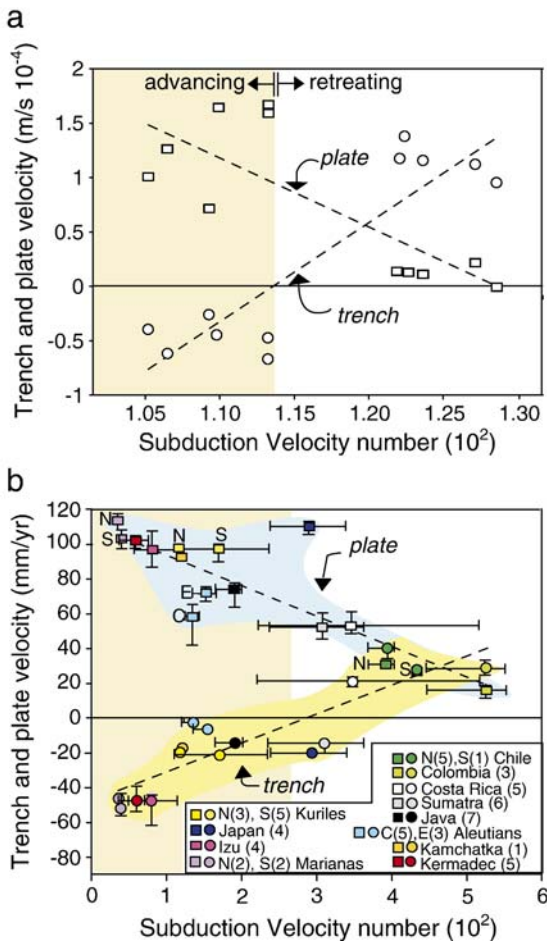 a
Trench and plate velocity (m/s 10-4)
advancing retreating
2
1.5
1
0.5
0
-0.5
-1
plate
trench
1.05 1.10 1.15 1.20 1.25 1.30
Subduction Velocity number (10²)
b
Trench and plate velocity (mm/yr)
120
100
80
60
40
20
0
-20
-40
-60
-80
N
S
N
S
E
C
N
S
plate
trench
N(5),S(1) Chile
Colombia (3)
Costa Rica (5)
Sumatra (6)
Java (7)
C(5),E(3) Aleutians
Kamchatka (1)
Kermadec (5)
N(3), S(5) Kuriles
Japan (4)
Izu (4)
N(2), S(2) Marianas
0 1 2 3 4 5 6
Subduction Velocity number (10²)